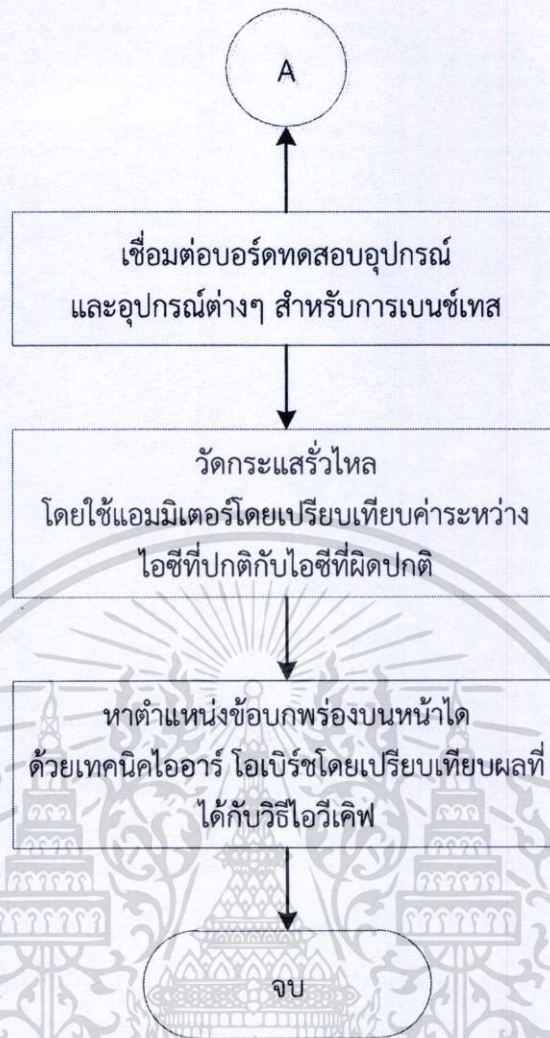 A
เชื่อมต่อบอร์ดทดสอบอุปกรณ์
และอุปกรณ์ต่างๆ สำหรับการเบนช์เทส
วัดกระแสรั่วไหล
โดยใช้แอมมิเตอร์โดยเปรียบเทียบค่าระหว่าง
ไอซีที่ปกติกับไอซีที่ผิดปกติ
หาตำแหน่งข้อบกพร่องบนหน้าได
ด้วยเทคนิคไออาร์ โอเบิร์ชโดยเปรียบเทียบผลที่
ได้กับวิธีไอวีเคิฟ
จบ